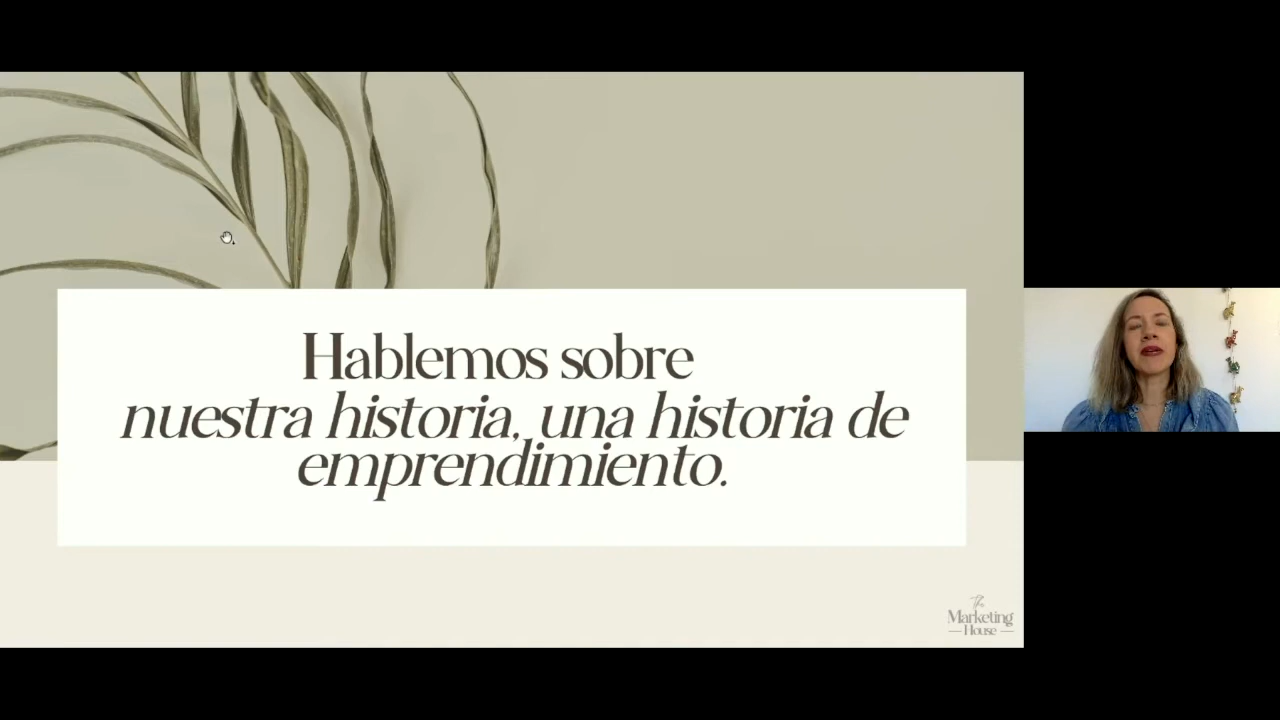 Hablemos sobre
nuestra historia, una historia de
emprendimiento.
The
Marketing
House